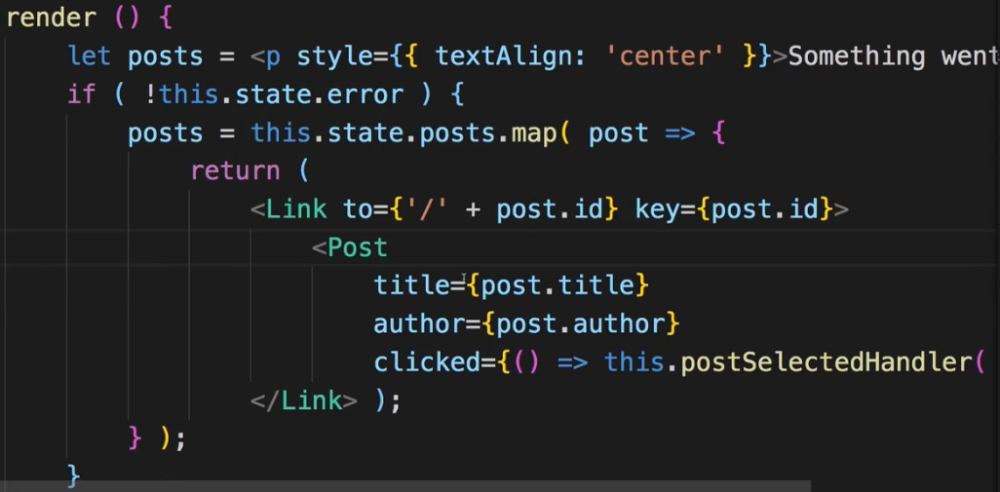 render () {
let posts = <p style={{ textAlign: 'center' }}>Something went
if ( !this.state.error ) {
posts = this.state.posts.map( post => {
return (
<Link to={'/' + post.id} key={post.id}>
<Post
title={post.title}
author={post.author}
clicked={() => this.postSelectedHandler(
</Link> );
} );
}